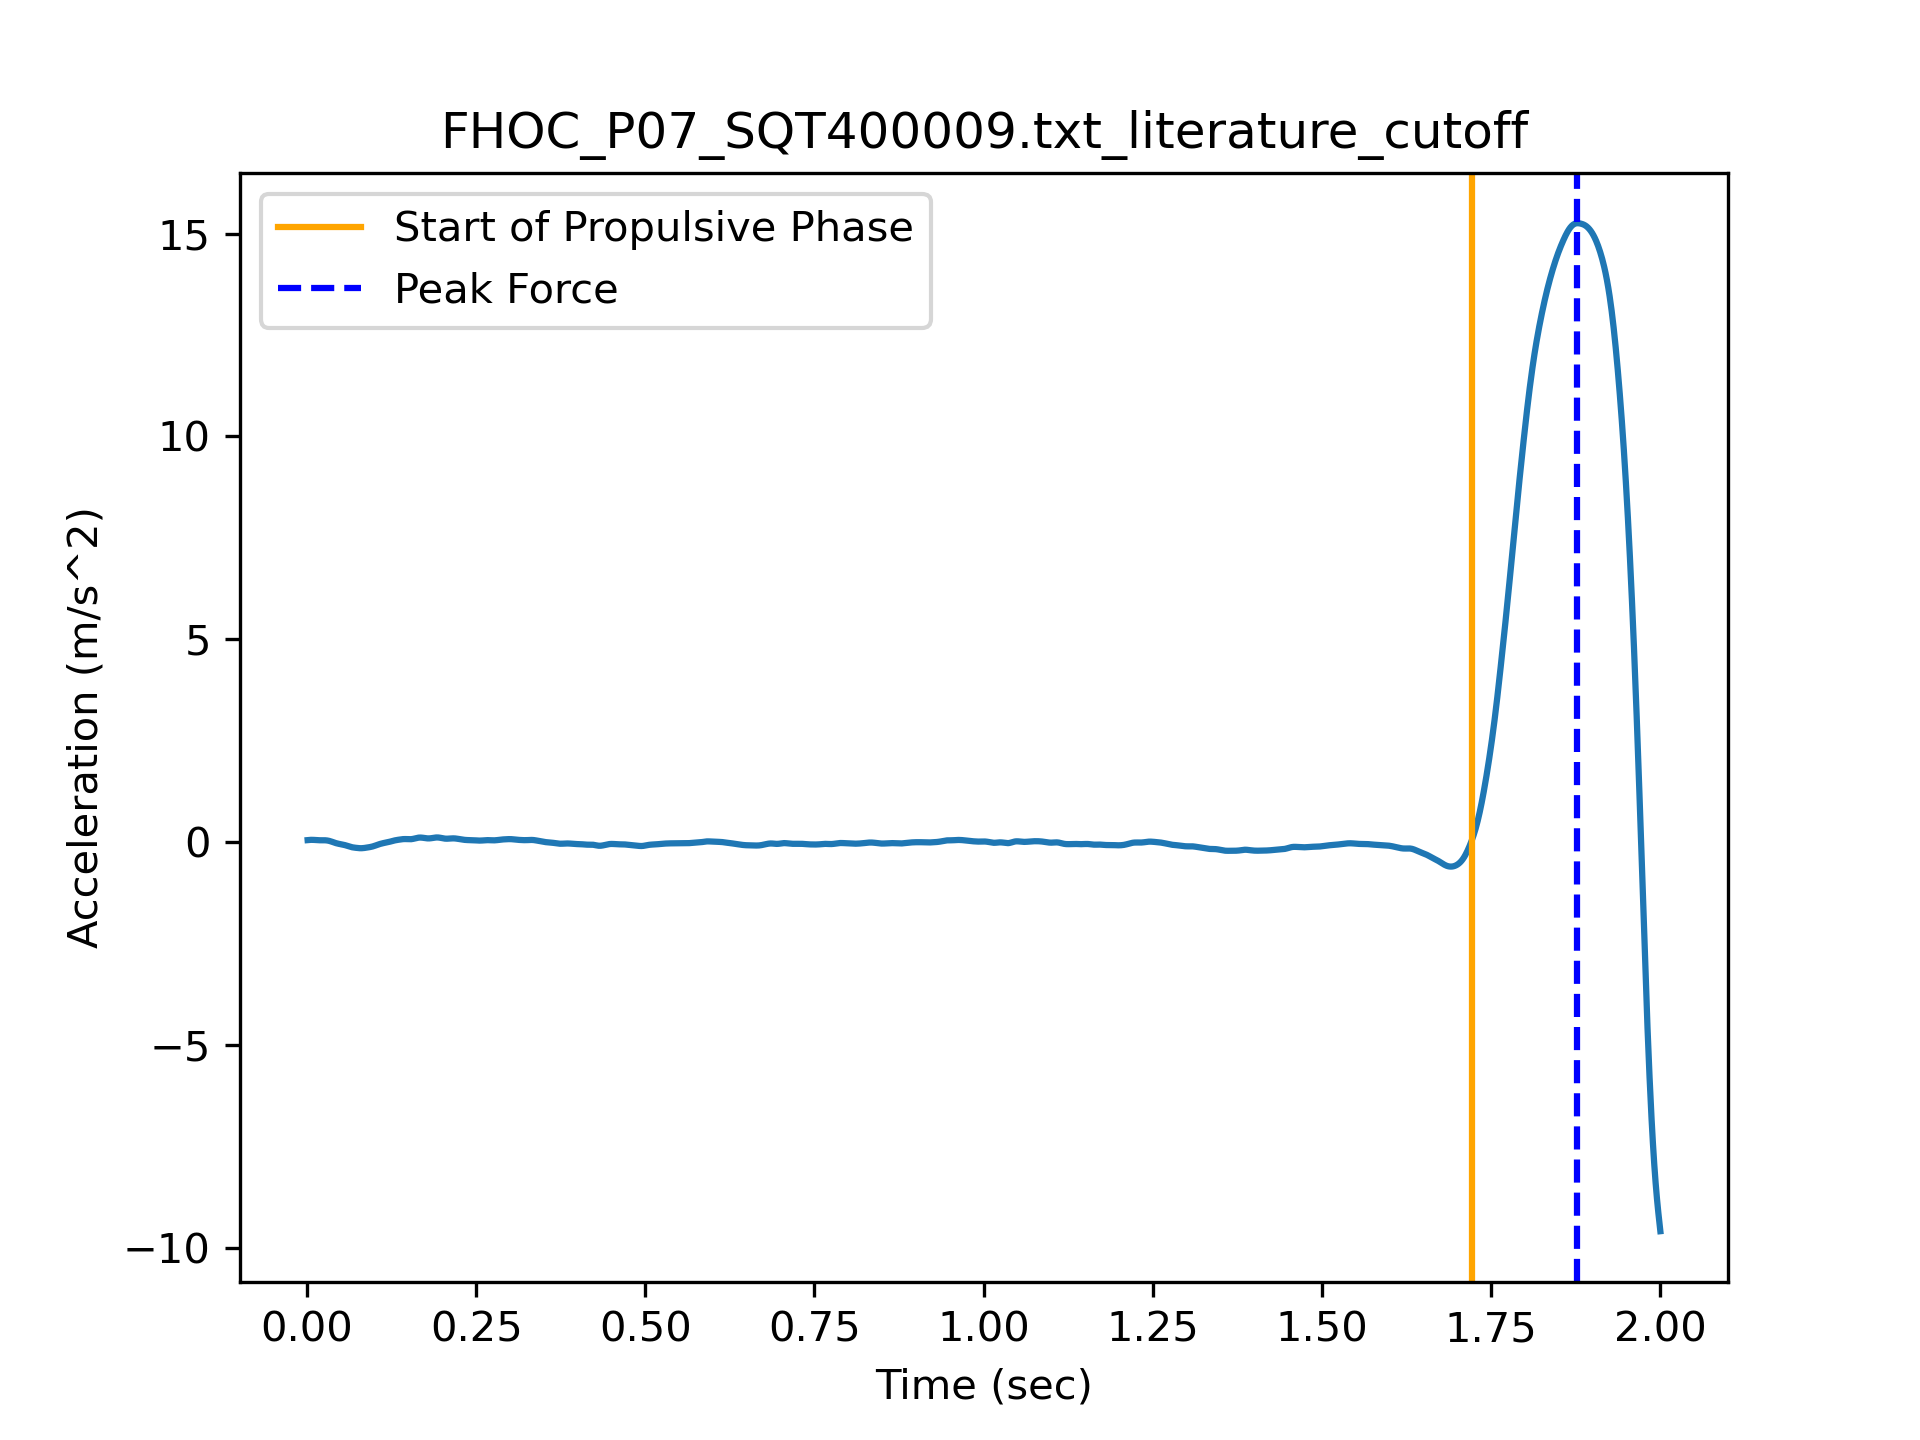 FHOC_P07_SQT400009.txt_literature_cutoff
Start of Propulsive Phase
Peak Force
15
10
5
0
−5
−10
Acceleration (m/s^2)
0.00 0.25 0.50 0.75 1.00 1.25 1.50 1.75 2.00
Time (sec)